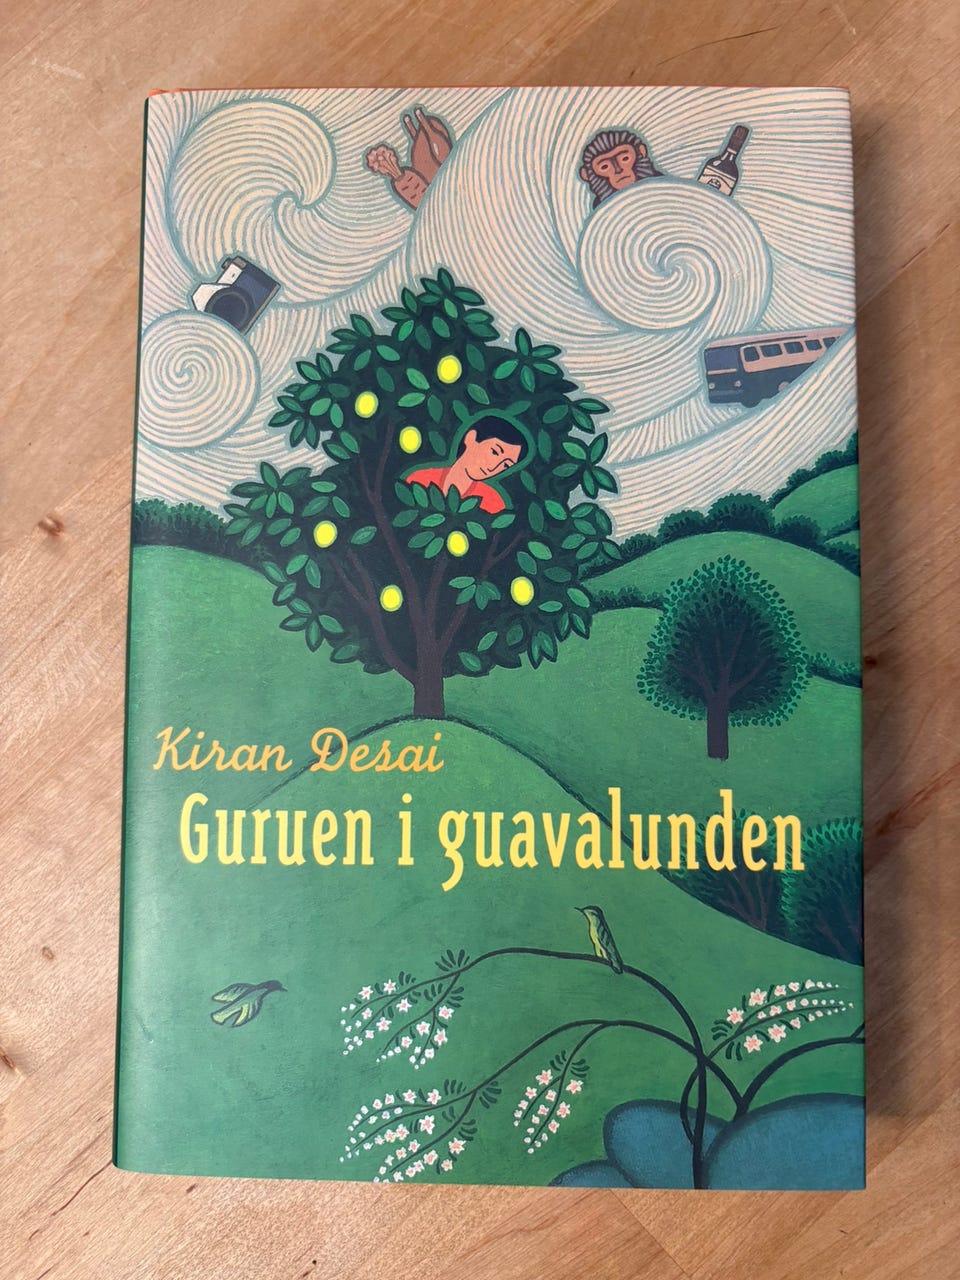 Kiran Desai
Guruen i guavalunden